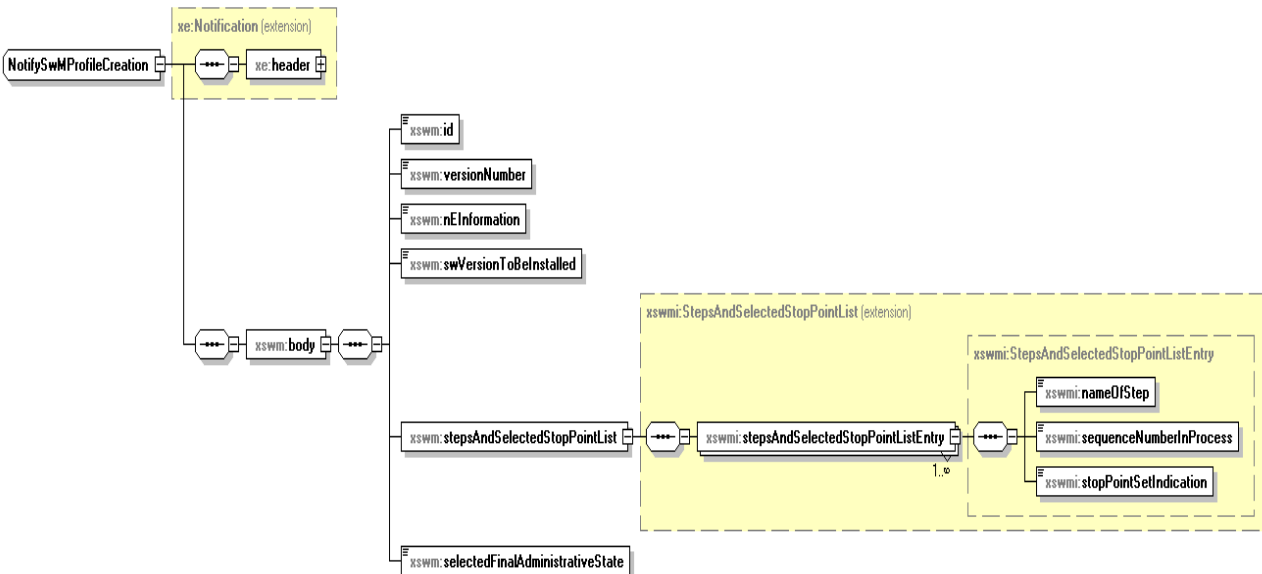 xe:Notification (extension)
NotifySwMProfileCreation
xe:header
xswm:id
xswm:versionNumber
xswm:nEInformation
xswm:swVersionToBeInstalled
xswmi:StepsAndSelectedStopPointList (extension)
xswm:body
xswmi:StepsAndSelectedStopPointListEntry
xswmi:nameOfStep
xswm:stepsAndSelectedStopPointList
xswmi:stepsAndSelectedStopPointListEntry
xswmi:sequenceNumberInProcess
1..∞
xswmi:stopPointSetIndication
xswm:selectedFinalAdministrativeState